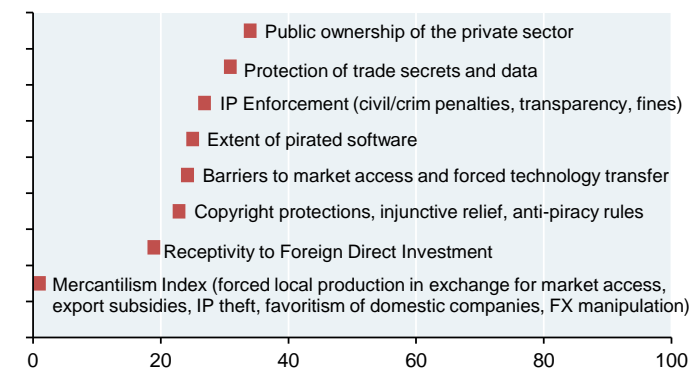 Public ownership of the private sector
Protection of trade secrets and data
IP Enforcement (civil/crim penalties, transparency, fines)
Extent of pirated software
Barriers to market access and forced technology transfer
Copyright protections, injunctive relief, anti-piracy rules
Receptivity to Foreign Direct Investment
Mercantilism Index (forced local production in exchange for market access,
export subsidies, IP theft, favoritism of domestic companies, FX manipulation)
0 20 40 60 80 100